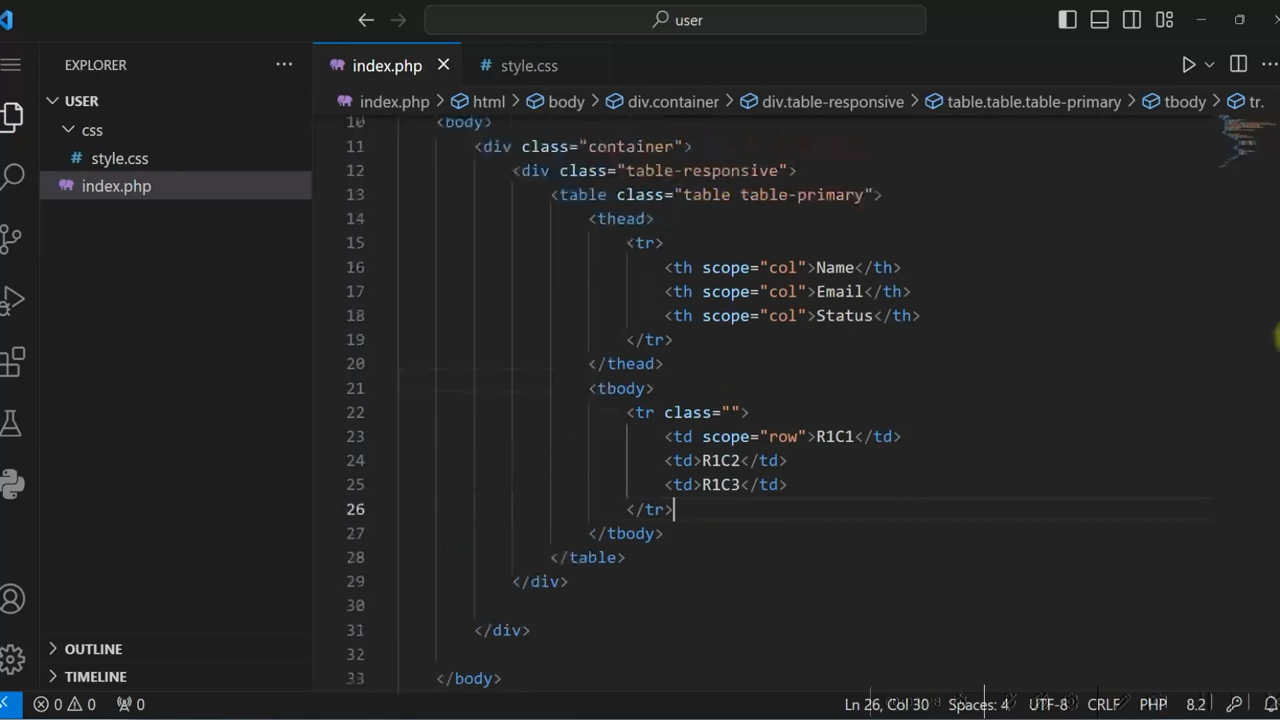 user
EXPLORER
index.php
style.css
USER
index.php
html
body
div.container
div.table-responsive
table.table.table-primary
tbody
tr.
css
style.css
index.php
10 <body>
11 <div class="container">
12 <div class="table-responsive">
13 <table class="table table-primary">
14 <thead>
15 <tr>
16 <th scope="col">Name</th>
17 <th scope="col">Email</th>
18 <th scope="col">Status</th>
19 </tr>
20 </thead>
21 <tbody>
22 <tr class="">
23 <td scope="row">R1C1</td>
24 <td>R1C2</td>
25 <td>R1C3</td>
26 </tr>
27 </tbody>
28 </table>
29 </div>
30
31 </div>
32
33 </body>
OUTLINE
TIMELINE
0 0 0
Ln 26, Col 30
Spaces: 4
UTF-8
CRLF
PHP
8.2